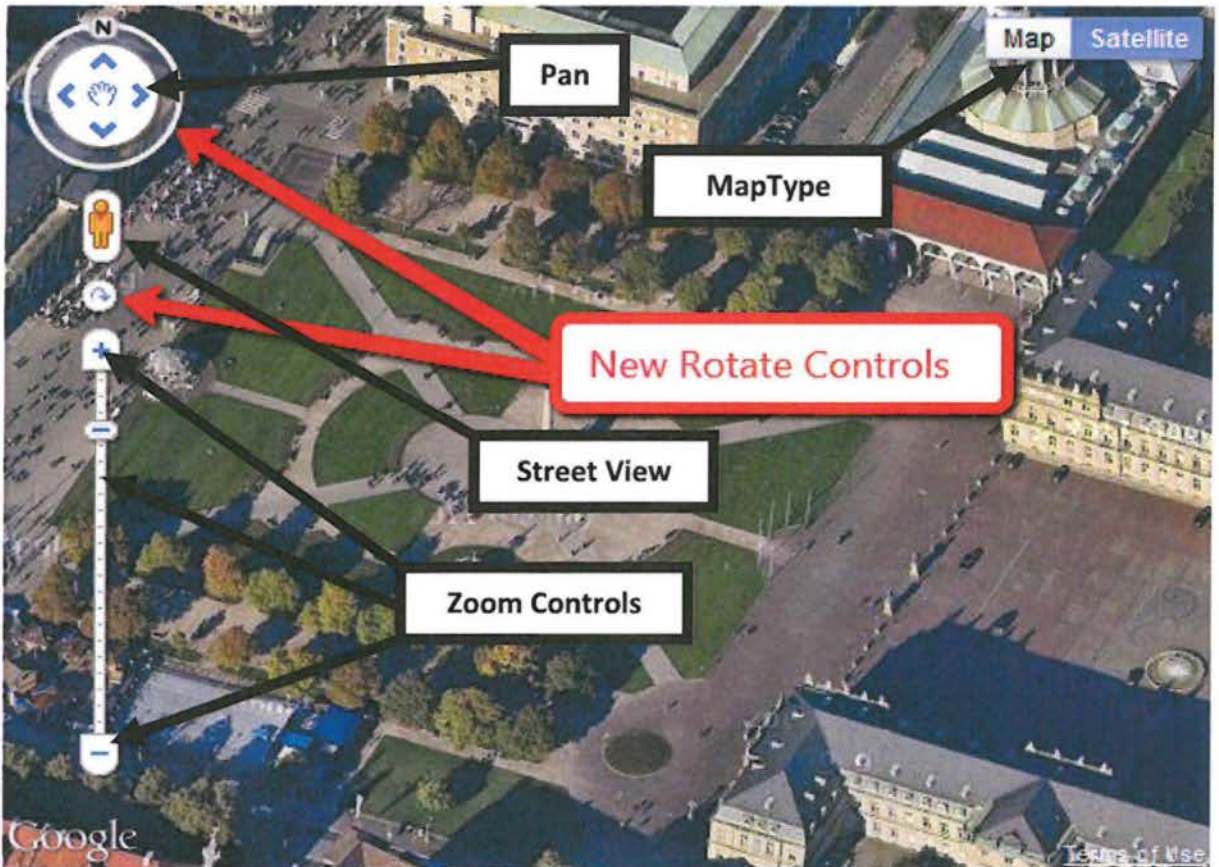 N
Map Satellite
Pan
MapType
New Rotate Controls
Street View
Zoom Controls
Google
Terms of Use